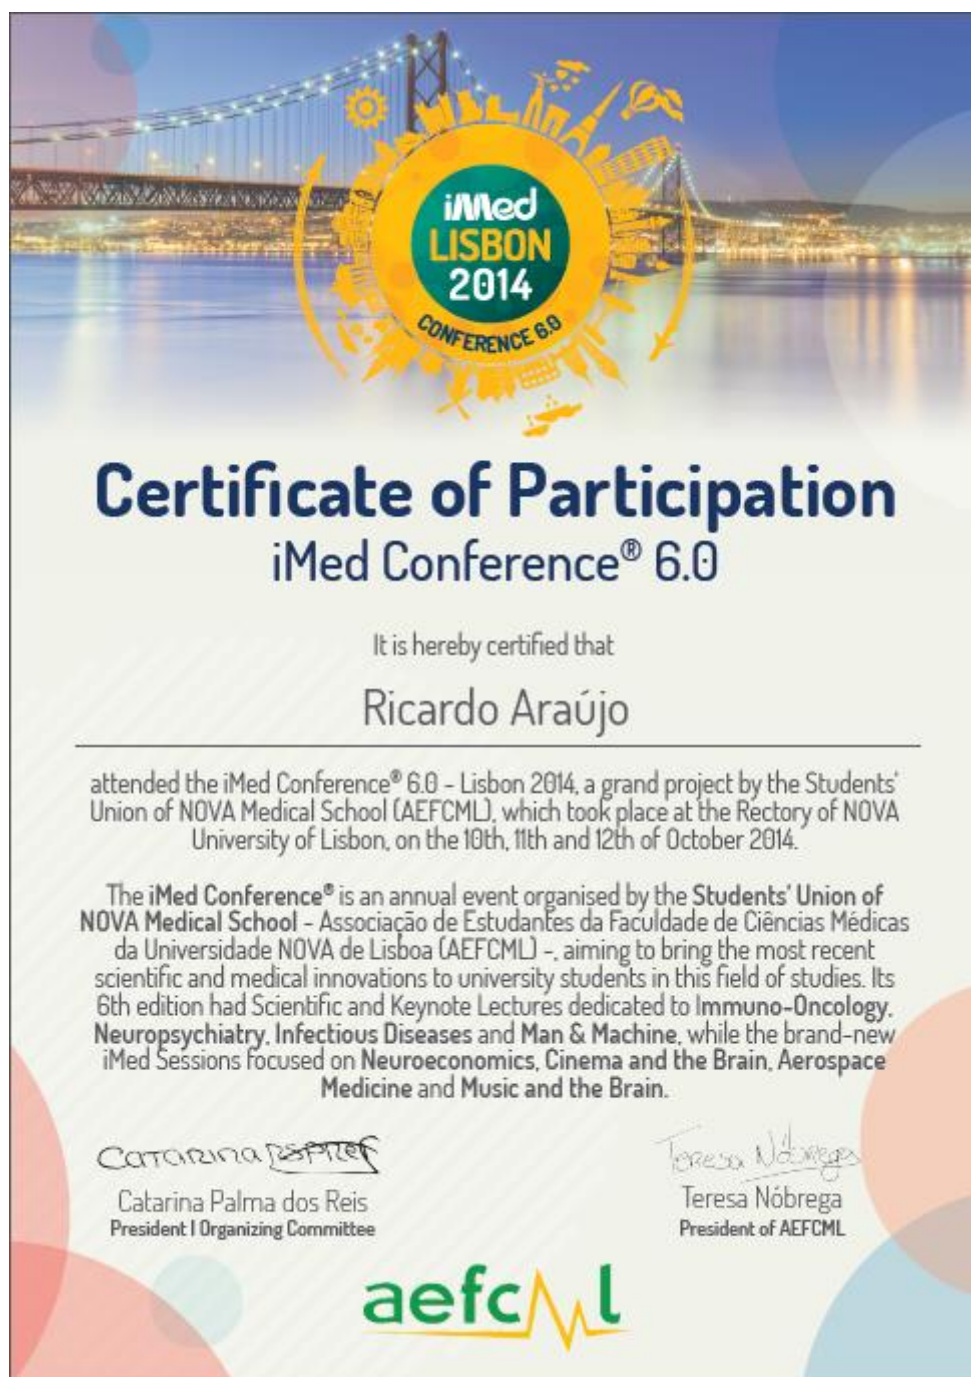 iMed
LISBON
2014
CONFERENCE 6.0
Certificate of Participation
iMed Conference® 6.0
It is hereby certified that
Ricardo Araújo
attended the iMed Conference® 6.0 - Lisbon 2014, a grand project by the Students'
Union of NOVA Medical School (AEFCML), which took place at the Rectory of NOVA
University of Lisbon, on the 10th, 11th and 12th of October 2014.
The iMed Conference® is an annual event organised by the Students' Union of
NOVA Medical School - Associação de Estudantes da Faculdade de Ciências Médicas
da Universidade NOVA de Lisboa (AEFCML) -, aiming to bring the most recent
scientific and medical innovations to university students in this field of studies. Its
6th edition had Scientific and Keynote Lectures dedicated to Immuno-Oncology,
Neuropsychiatry, Infectious Diseases and Man & Machine, while the brand-new
iMed Sessions focused on Neuroeconomics, Cinema and the Brain, Aerospace
Medicine and Music and the Brain.
Catarina
Teresa Nóbrega
Catarina Palma dos Reis
Teresa Nóbrega
President | Organizing Committee
President of AEFCML
aefcml